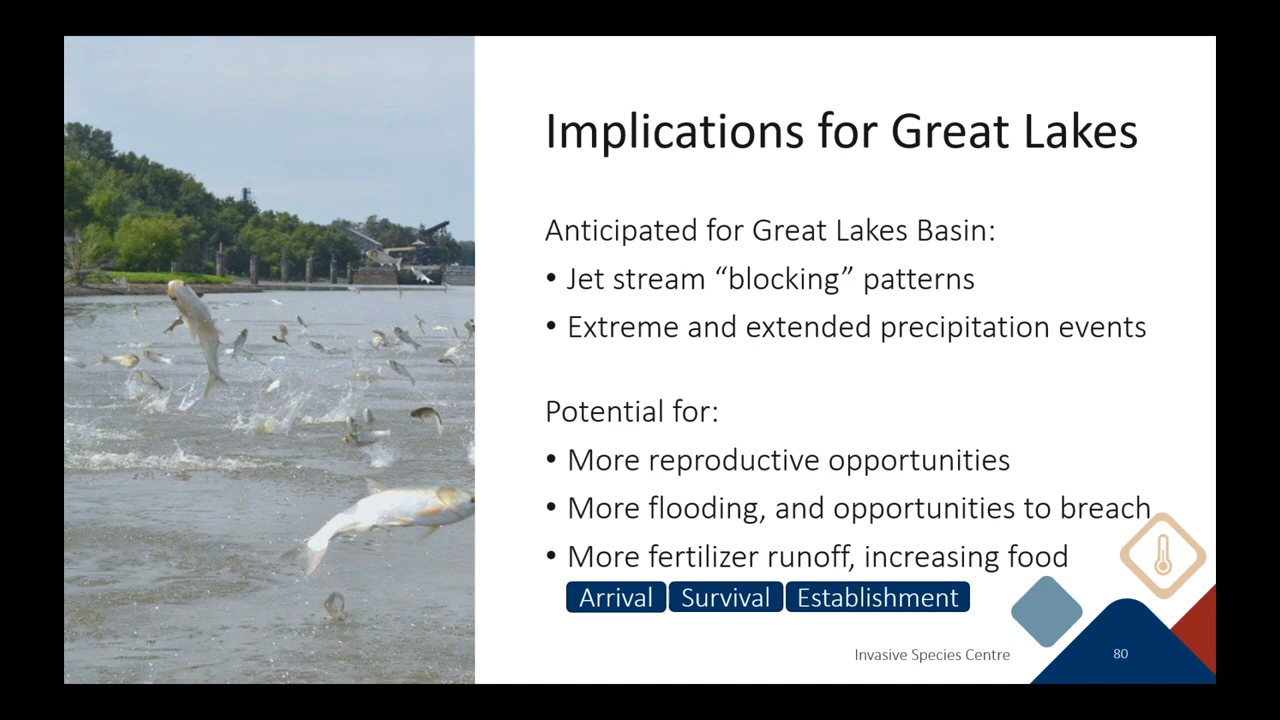 Implications for Great Lakes
Anticipated for Great Lakes Basin:
• Jet stream “blocking” patterns
• Extreme and extended precipitation events
Potential for:
• More reproductive opportunities
• More flooding, and opportunities to breach
• More fertilizer runoff, increasing food
Arrival Survival Establishment
Invasive Species Centre 80